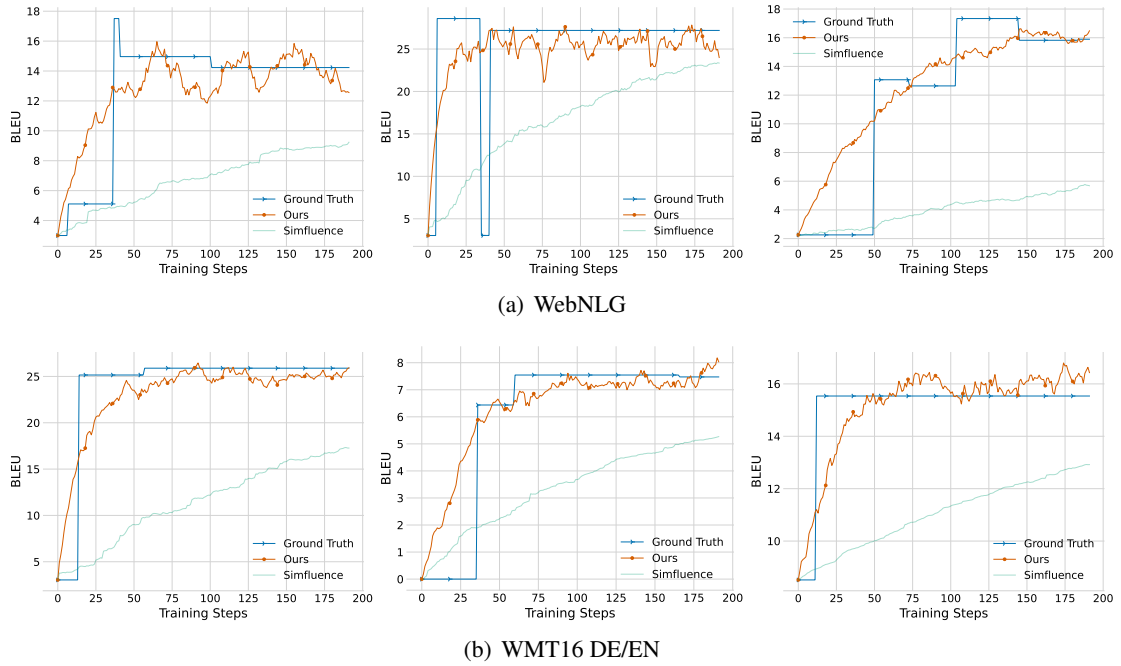 18
16
14
12
10
8
6
4
BLEU
0 25 50 75 100 125 150 175 200
Training Steps
Ground Truth
Ours
Simfluence
25
20
15
10
5
BLEU
0 25 50 75 100 125 150 175 200
Training Steps
Ground Truth
Ours
Simfluence
18
16
14
12
10
8
6
4
2
BLEU
0 25 50 75 100 125 150 175 200
Training Steps
Ground Truth
Ours
Simfluence
(a) WebNLG
25
20
15
10
5
BLEU
0 25 50 75 100 125 150 175 200
Training Steps
Ground Truth
Ours
Simfluence
8
7
6
5
4
3
2
1
0
BLEU
0 25 50 75 100 125 150 175 200
Training Steps
Ground Truth
Ours
Simfluence
16
14
12
10
BLEU
0 25 50 75 100 125 150 175 200
Training Steps
Ground Truth
Ours
Simfluence
(b) WMT16 DE/EN